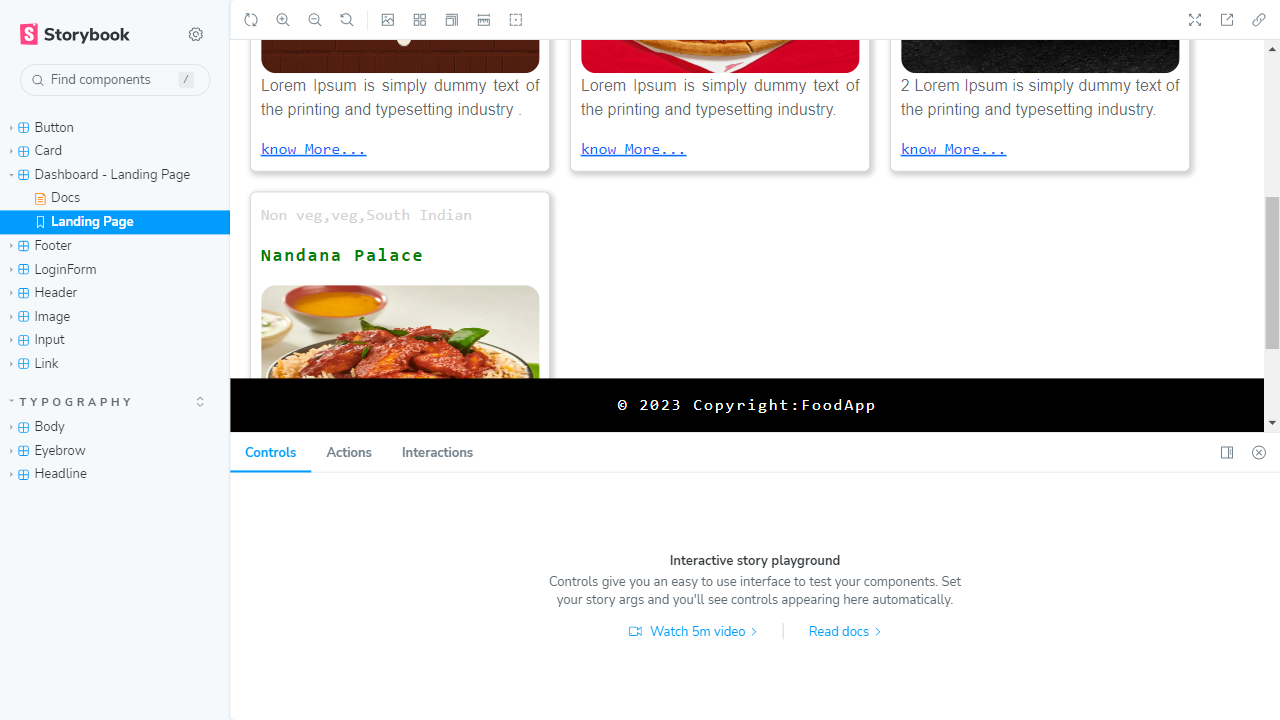 Storybook
Find components
/
Button
Card
Dashboard - Landing Page
Docs
Landing Page
Footer
LoginForm
Header
Image
Input
Link
TYPOGRAPHY
Body
Eyebrow
Headline
Lorem Ipsum is simply dummy text of
the printing and typesetting industry .
know More...
Lorem Ipsum is simply dummy text of
the printing and typesetting industry.
know More...
2 Lorem Ipsum is simply dummy text of
the printing and typesetting industry.
know More...
Non veg,veg,South Indian
Nandana Palace
© 2023 Copyright:FoodApp
Controls
Actions
Interactions
Interactive story playground
Controls give you an easy to use interface to test your components. Set
your story args and you'll see controls appearing here automatically.
Watch 5m video
Read docs